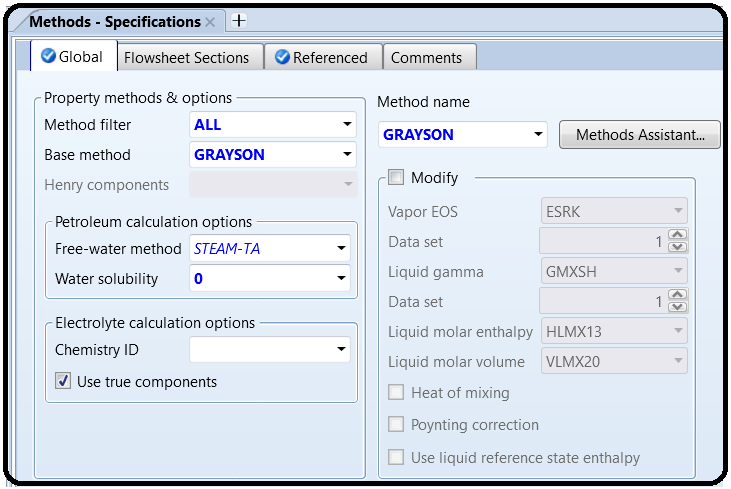 Methods - Specifications × +
Global Flowsheet Sections Referenced Comments
Property methods & options
Method filter ALL
Base method GRAYSON
Henry components
Petroleum calculation options
Free-water method STEAM-TA
Water solubility 0
Electrolyte calculation options
Chemistry ID
Use true components
Method name
GRAYSON Methods Assistant...
Modify
Vapor EOS ESRK
Data set 1
Liquid gamma GMXSH
Data set 1
Liquid molar enthalpy HLMX13
Liquid molar volume VLMX20
Heat of mixing
Poynting correction
Use liquid reference state enthalpy